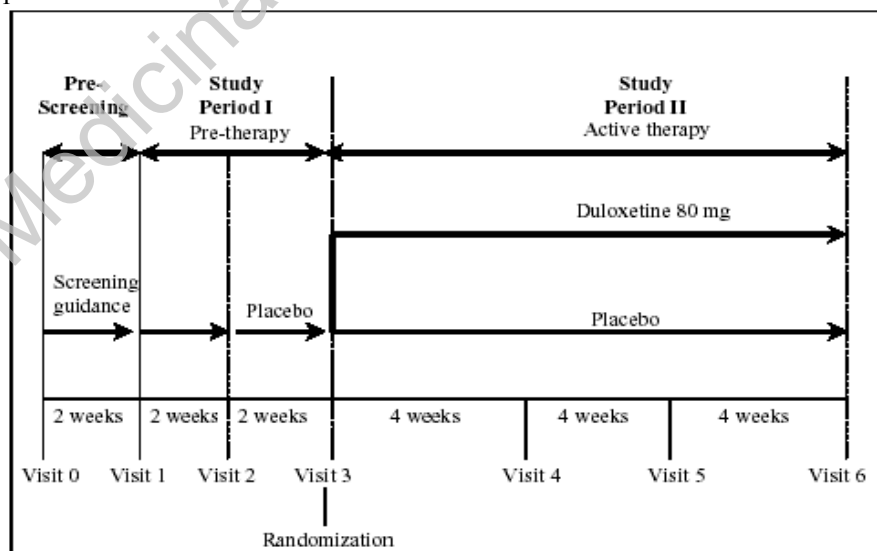 Pre- Study Study
Screening Period I Period II
Pre-therapy Active therapy
Duloxetine 80 mg
Screening
guidance Placebo Placebo
2 weeks 2 weeks 2 weeks 4 weeks 4 weeks 4 weeks
Visit 0 Visit 1 Visit 2 Visit 3 Visit 4 Visit 5 Visit 6
Randomization
Medicina